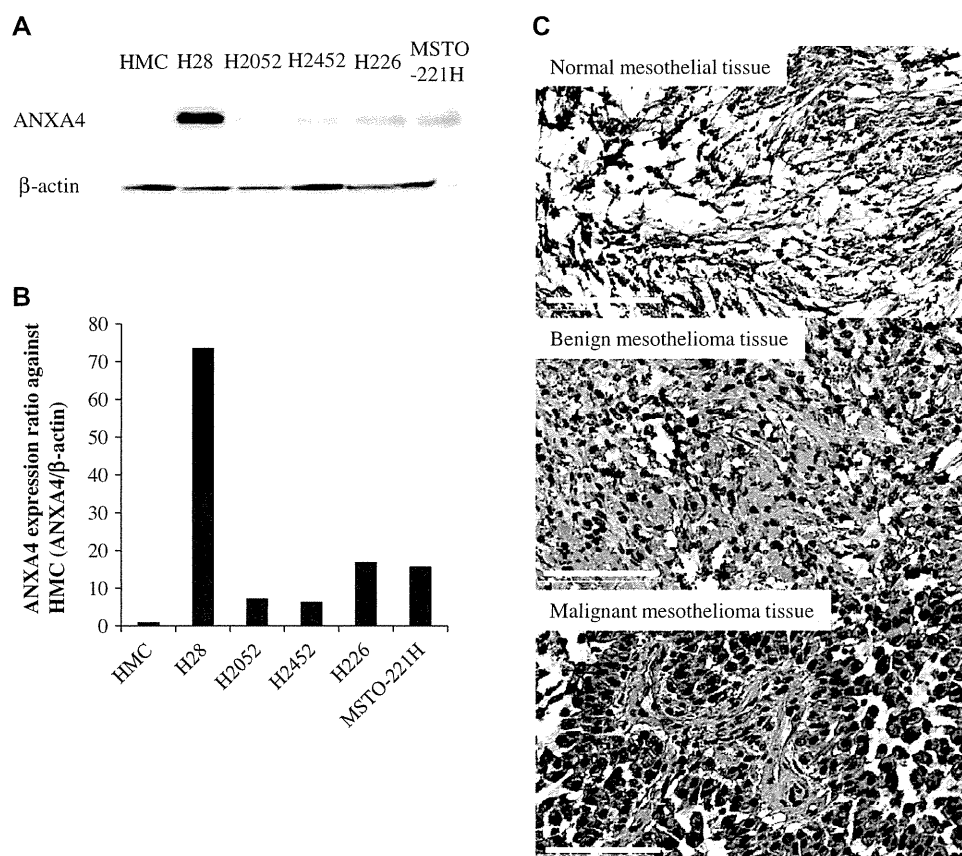 A
HMC H28 H2052 H2452 H226 MSTO
-221H
ANXA4
β-actin
B
ANXA4 expression ratio against
HMC (ANXA4/β-actin)
80
70
60
50
40
30
20
10
0
HMC
H28
H2052
H2452
H226
MSTO-221H
C
Normal mesothelial tissue
Benign mesothelioma tissue
Malignant mesothelioma tissue